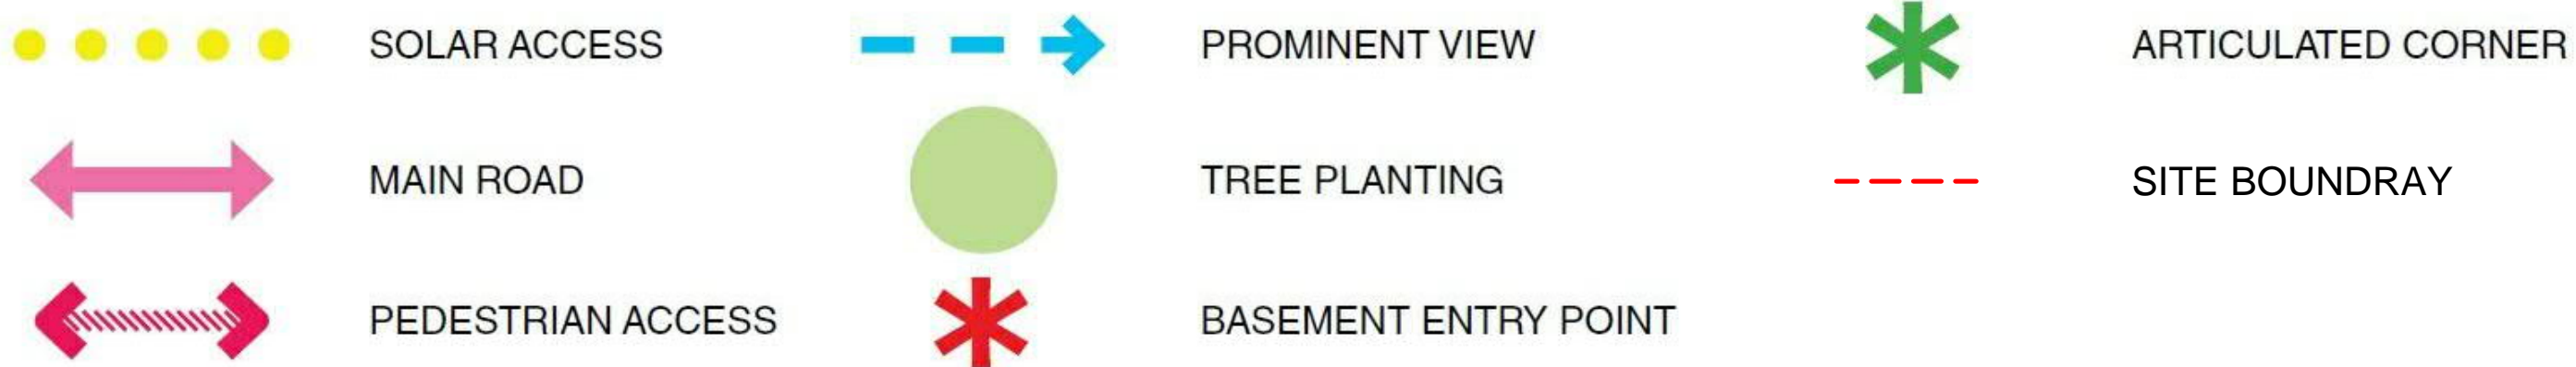 SOLAR ACCESS
PROMINENT VIEW
ARTICULATED CORNER
MAIN ROAD
TREE PLANTING
SITE BOUNDRAY
PEDESTRIAN ACCESS
BASEMENT ENTRY POINT